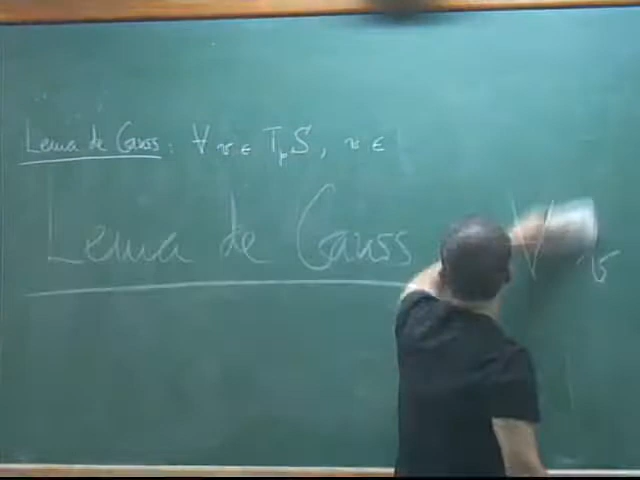 Lema de Gauss: ∀ v ∈ TₚS, v ∈
Lema de Gauss ∀ v